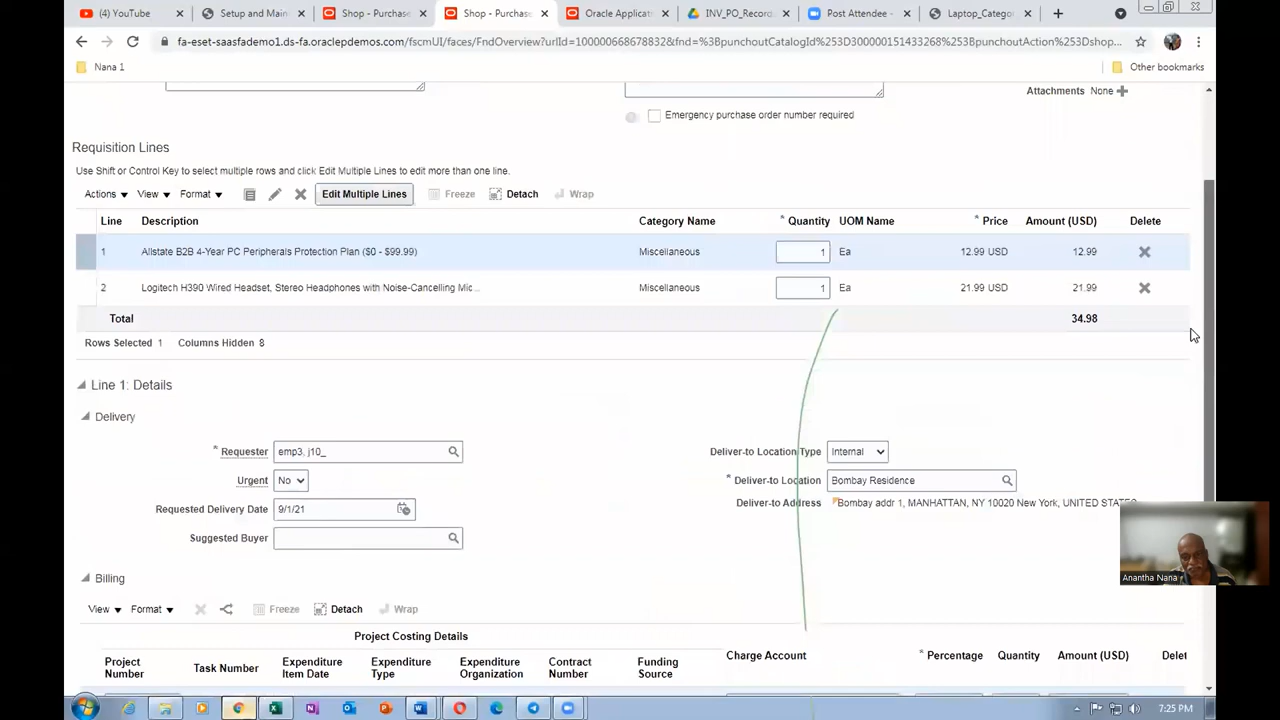 (4) YouTube
Setup and Main
Shop - Purchase
Shop - Purchase
Oracle Applicat
INV_PO_Record
Post Attendee -
Laptop_Catego
fa-eset-saasfademo1.ds-fa.oraclepdemos.com/fscmUI/faces/FndOverview?urlId=100000668678832&fnd=%3BpunchoutCatalogId%253D300000151433268%253BpunchoutAction%253Dshop...
Nana 1
Other bookmarks
Attachments None
Emergency purchase order number required
Requisition Lines
Use Shift or Control Key to select multiple rows and click Edit Multiple Lines to edit more than one line.
Actions View Format Edit Multiple Lines Freeze Detach Wrap
Line Description Category Name * Quantity UOM Name * Price Amount (USD) Delete
1 Allstate B2B 4-Year PC Peripherals Protection Plan ($0 - $99.99) Miscellaneous 1 Ea 12.99 USD 12.99
2 Logitech H390 Wired Headset, Stereo Headphones with Noise-Cancelling Mic... Miscellaneous 1 Ea 21.99 USD 21.99
Total 34.98
Rows Selected 1 Columns Hidden 8
Line 1: Details
Delivery
* Requester emp3, j10_
Deliver-to Location Type Internal
Urgent No
* Deliver-to Location Bombay Residence
Requested Delivery Date 9/1/21
Deliver-to Address Bombay addr 1, MANHATTAN, NY 10020 New York, UNITED STATES
Suggested Buyer
Anantha Nana
Billing
View Format Freeze Detach Wrap
Project Costing Details
Project Number Task Number Expenditure Item Date Expenditure Type Expenditure Organization Contract Number Funding Source Charge Account * Percentage Quantity Amount (USD) Delet
7:25 PM